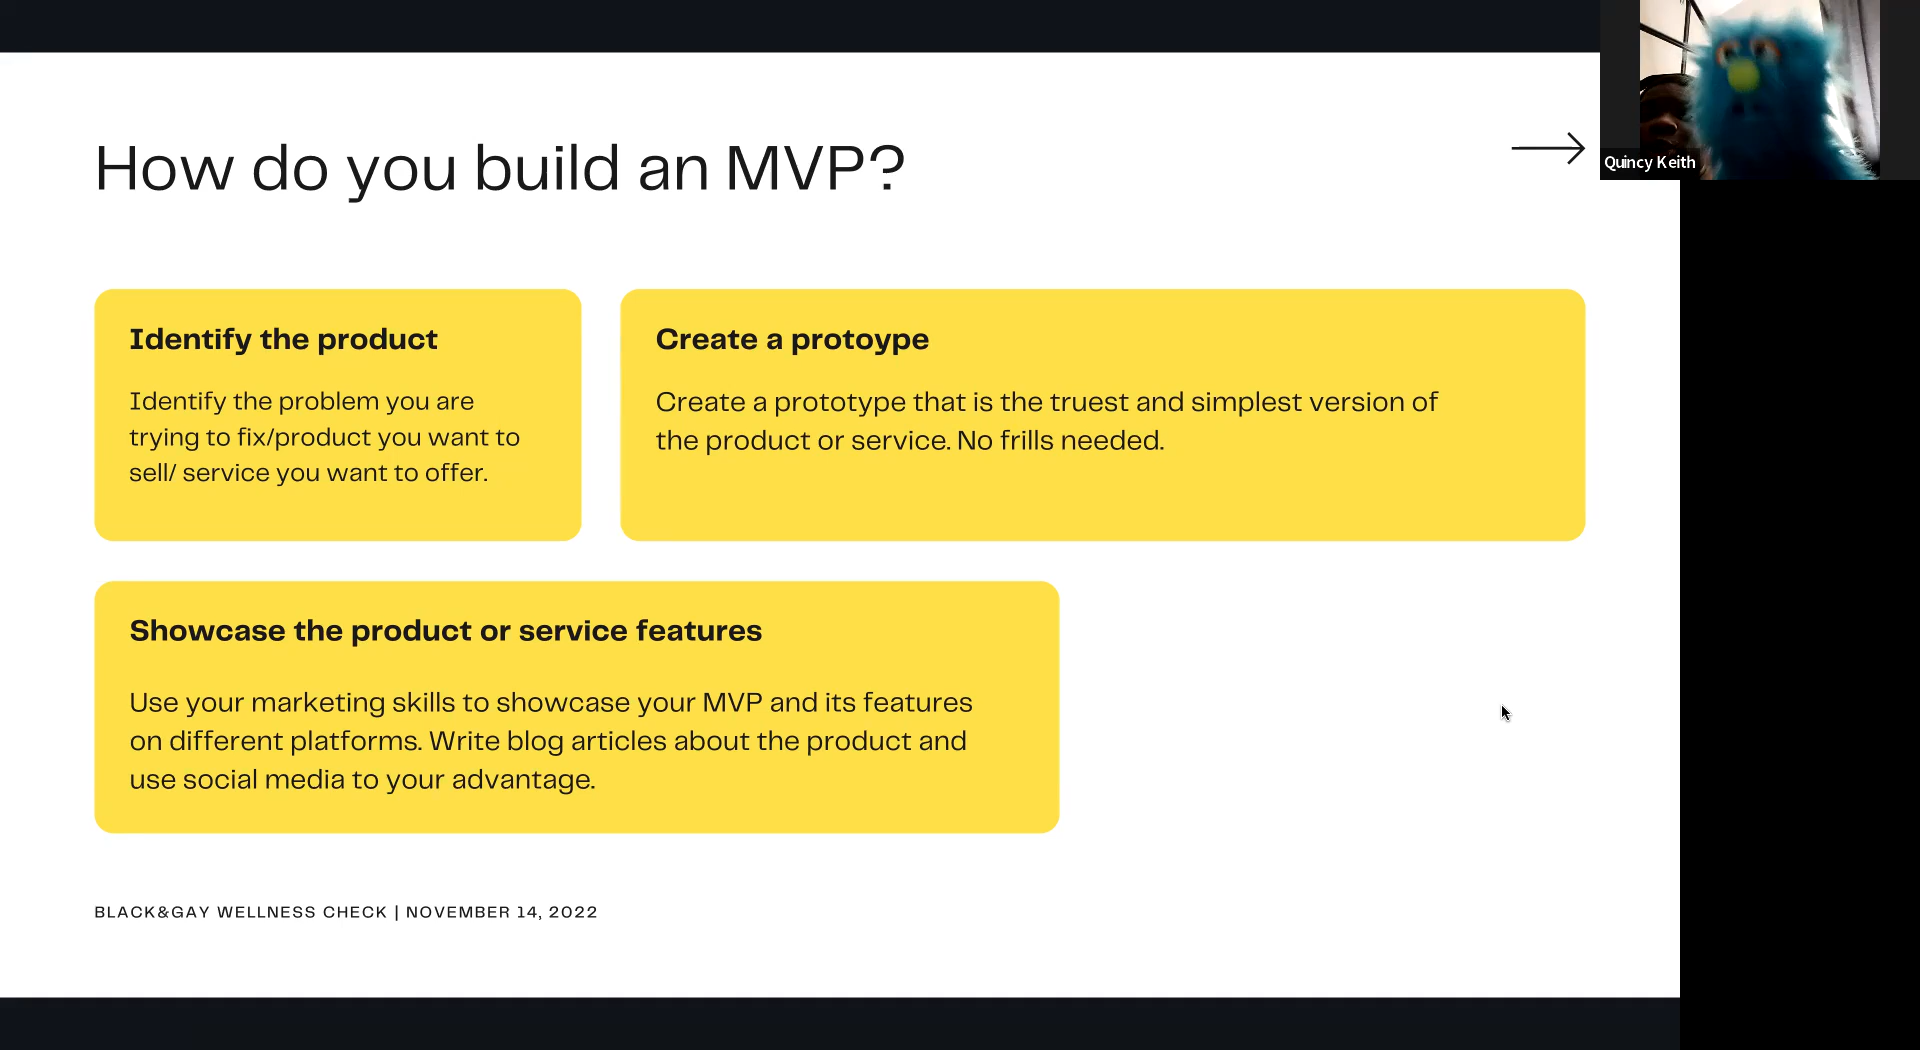 How do you build an MVP?
Quincy Keith
Identify the product
Identify the problem you are
trying to fix/product you want to
sell/ service you want to offer.
Create a protoype
Create a prototype that is the truest and simplest version of
the product or service. No frills needed.
Showcase the product or service features
Use your marketing skills to showcase your MVP and its features
on different platforms. Write blog articles about the product and
use social media to your advantage.
BLACK&GAY WELLNESS CHECK | NOVEMBER 14, 2022